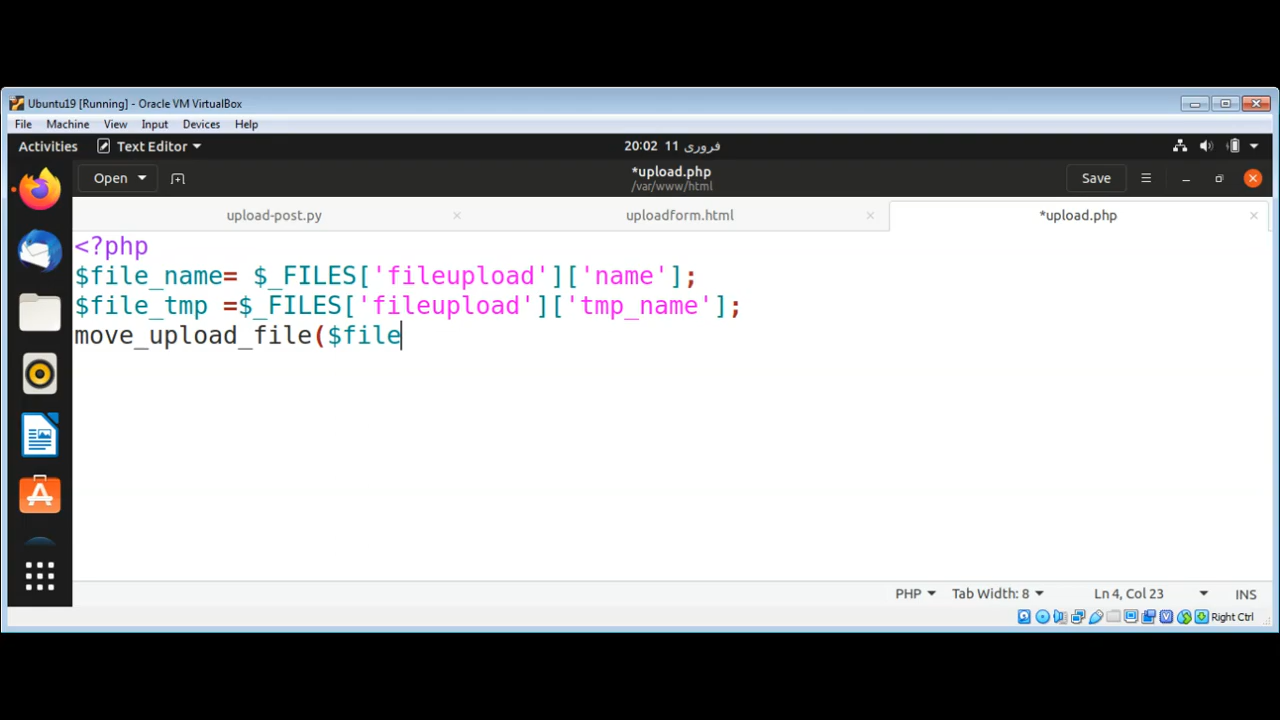 Ubuntu19 [Running] - Oracle VM VirtualBox
File Machine View Input Devices Help
Activities Text Editor 20:02 11 فروری
Open *upload.php Save
/var/www/html
upload-post.py uploadform.html *upload.php
<?php
$file_name= $_FILES['fileupload']['name'];
$file_tmp =$_FILES['fileupload']['tmp_name'];
move_upload_file($file
PHP Tab Width: 8 Ln 4, Col 23 INS
Right Ctrl